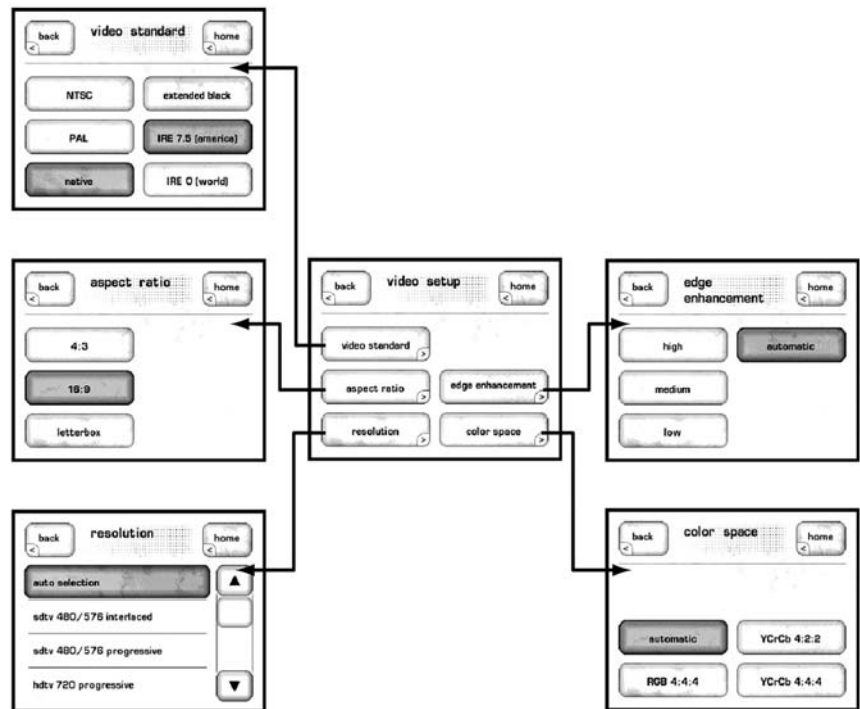 back video standard home
NTSC extended black
PAL IRE 7.5 (america)
native IRE 0 (world)
back aspect ratio home
4:3
16:9
letterbox
back video setup home
video standard
aspect ratio edge enhancement
resolution color space
back edge enhancement home
high automatic
medium
low
back resolution home
auto selection
sdtv 480/576 interlaced
sdtv 480/576 progressive
hdtv 720 progressive
back color space home
automatic YCrCb 4:2:2
RGB 4:4:4 YCrCb 4:4:4